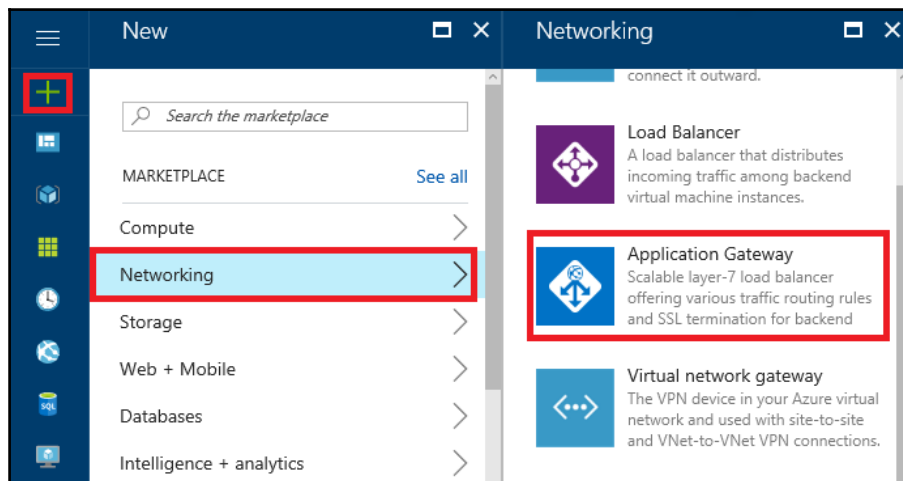 New
Search the marketplace
MARKETPLACE
See all
Compute
Networking
Storage
Web + Mobile
Databases
Intelligence + analytics
SQL
Networking
connect it outward.
Load Balancer
A load balancer that distributes
incoming traffic among backend
virtual machine instances.
Application Gateway
Scalable layer-7 load balancer
offering various traffic routing rules
and SSL termination for backend
Virtual network gateway
The VPN device in your Azure virtual
network and used with site-to-site
and VNet-to-VNet VPN connections.